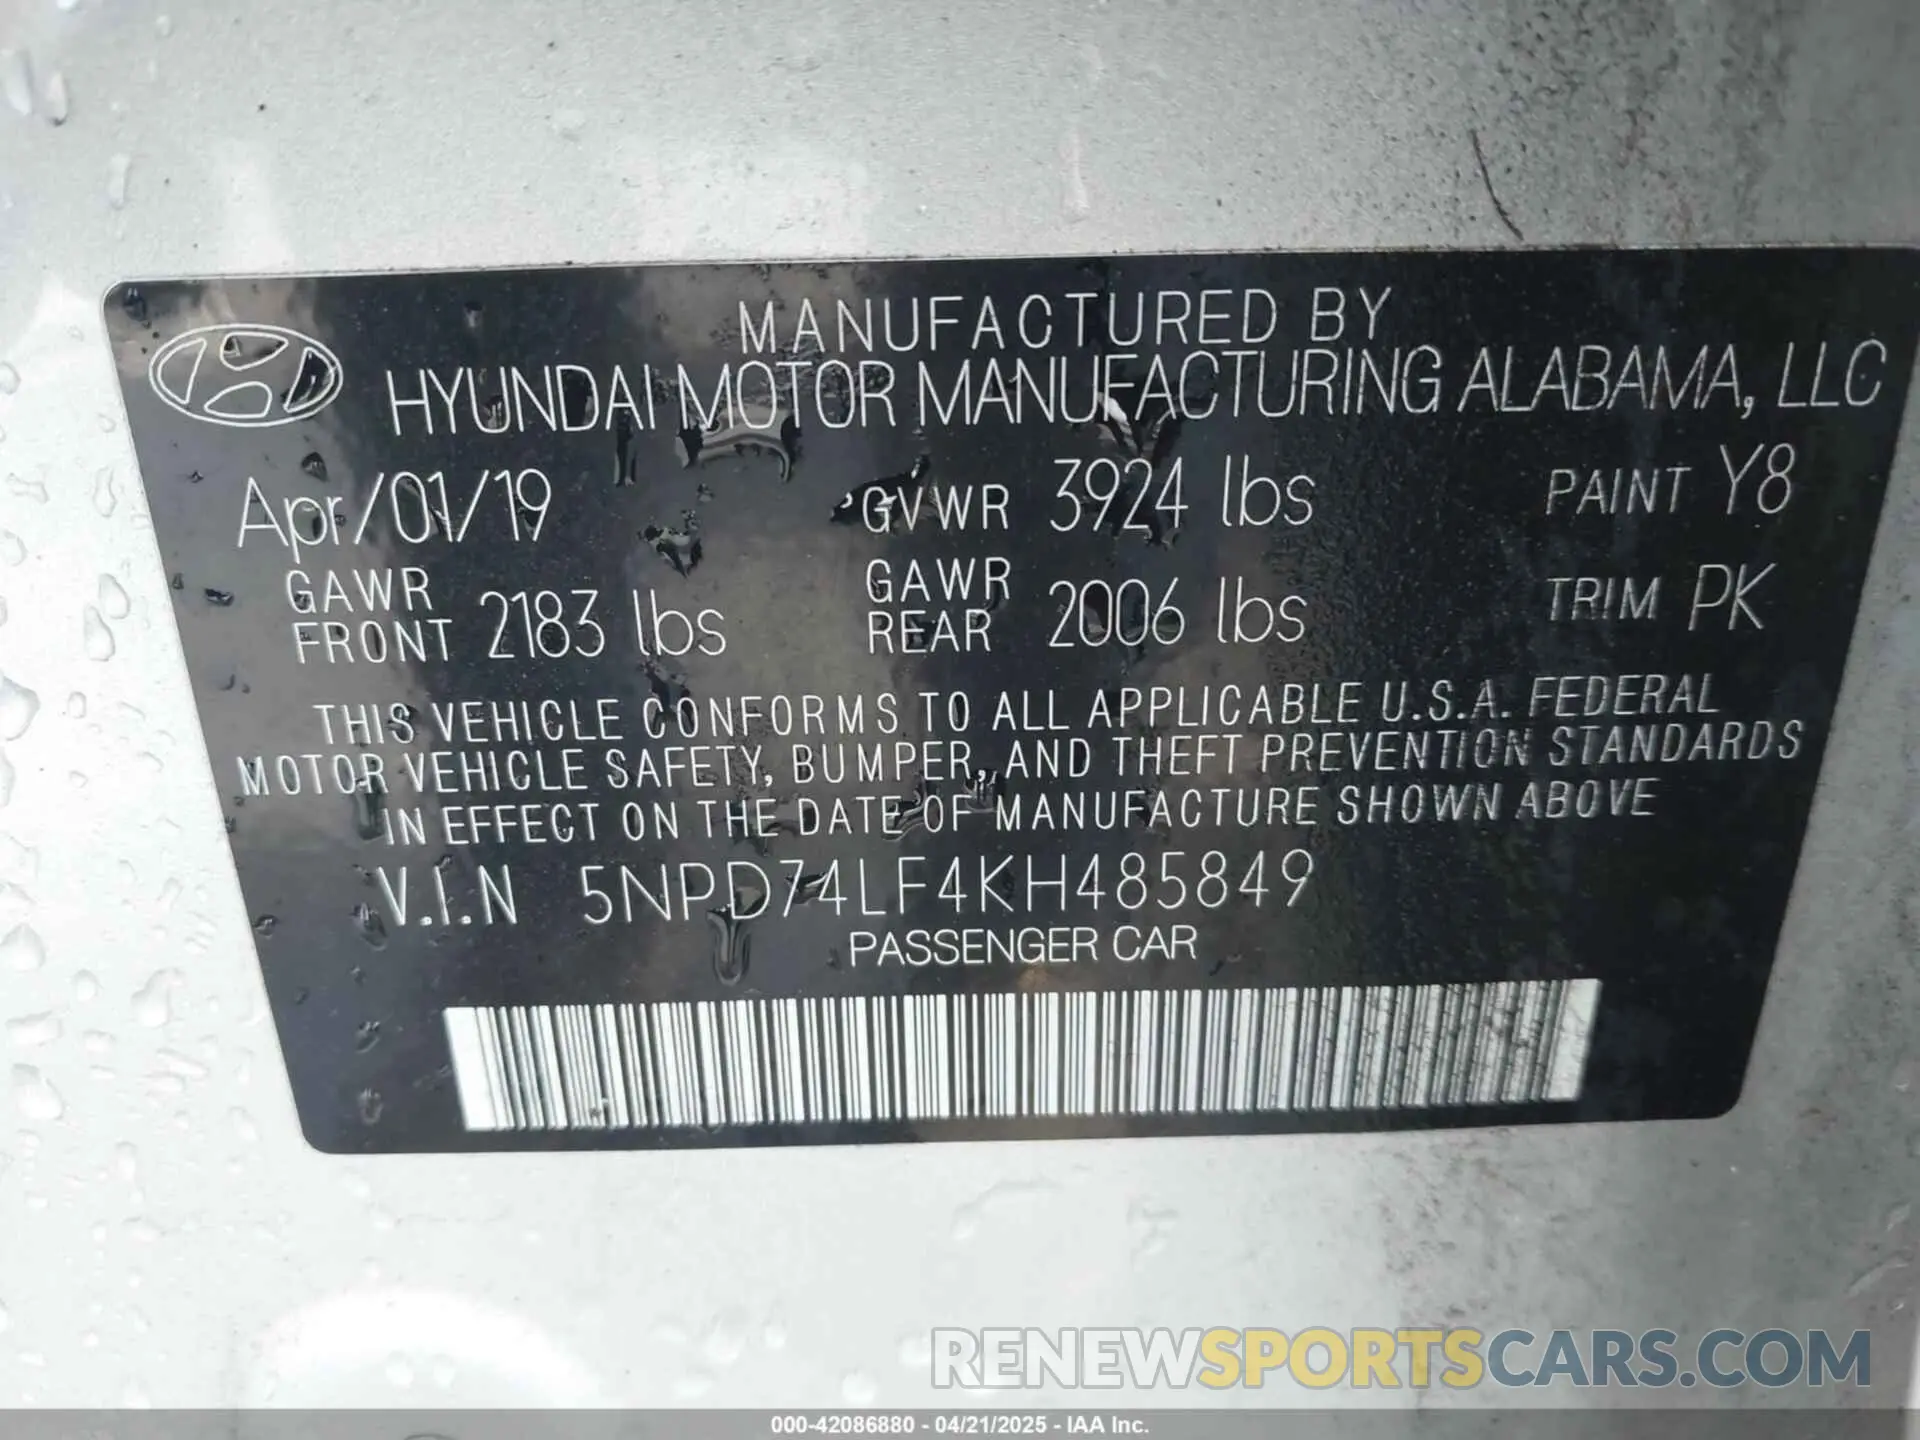 MANUFACTURED BY
HYUNDAI MOTOR MANUFACTURING ALABAMA, LLC
Apr/01/19 GVWR 3924 lbs PAINT Y8
GAWR FRONT 2183 lbs GAWR REAR 2006 lbs TRIM PK
THIS VEHICLE CONFORMS TO ALL APPLICABLE U.S.A. FEDERAL
MOTOR VEHICLE SAFETY, BUMPER, AND THEFT PREVENTION STANDARDS
IN EFFECT ON THE DATE OF MANUFACTURE SHOWN ABOVE
V.I.N 5NPD74LF4KH485849
PASSENGER CAR
RENEWSPORTSCARS.COM
000-42086880 - 04/21/2025 - IAA Inc.